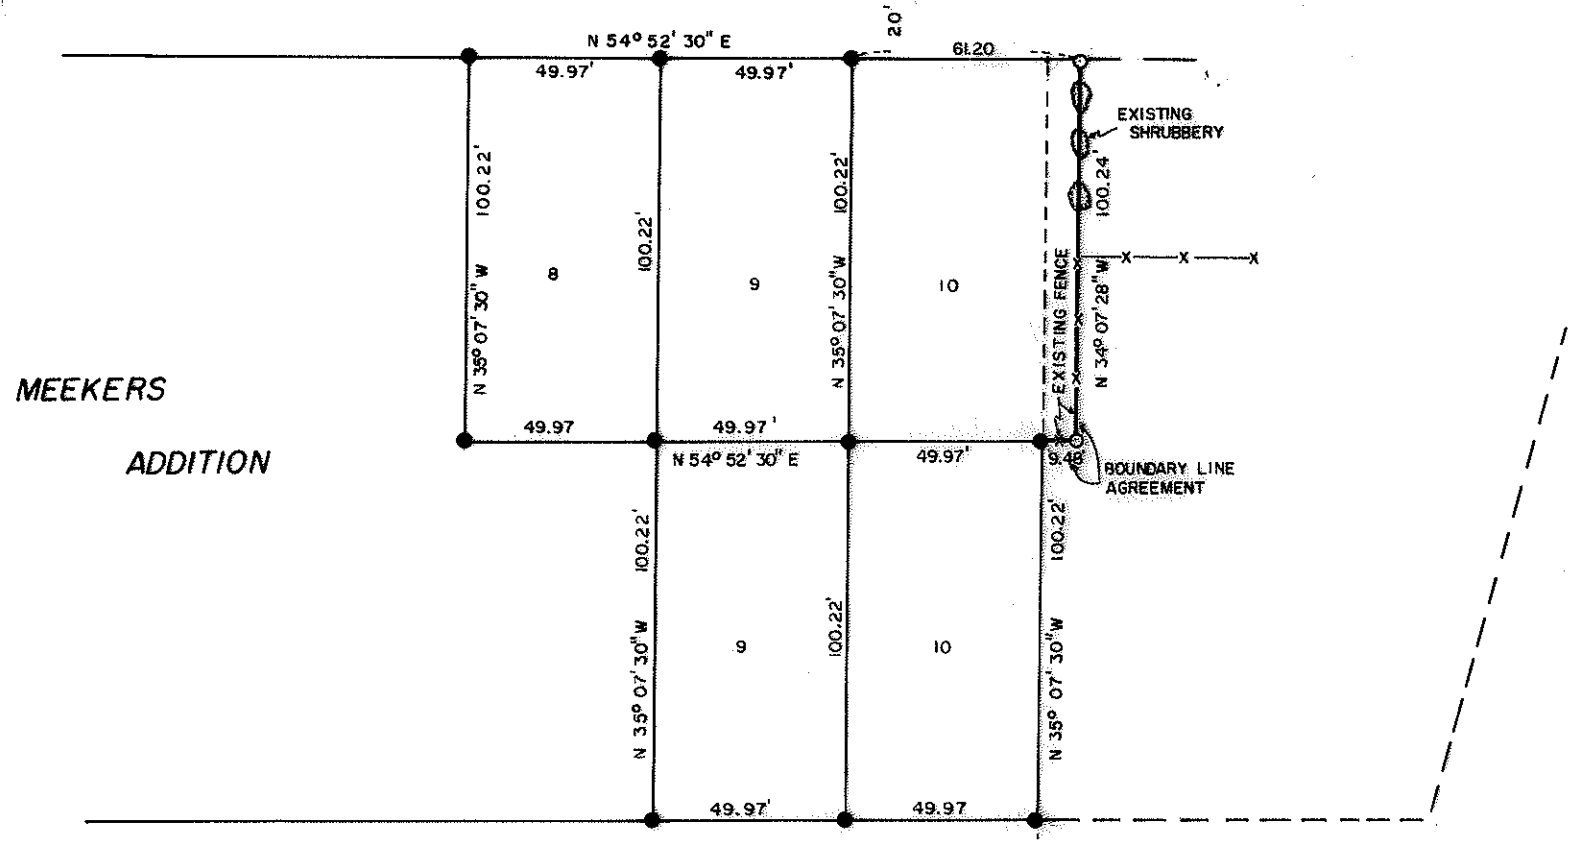 20'
N 54° 52' 30" E
61.20
49.97'
49.97'
EXISTING
SHRUBBERY
100.22'
100.22'
100.22'
100.24'
N 35° 07' 30" W
N 35° 07' 30" W
EXISTING FENCE
N 34° 07' 28" W
8
9
10
MEEKERS
ADDITION
49.97
49.97'
N 54° 52' 30" E
49.97'
9.48
BOUNDARY LINE
AGREEMENT
100.22'
100.22'
100.22'
N 35° 07' 30" W
N 35° 07' 30" W
9
10
49.97'
49.97